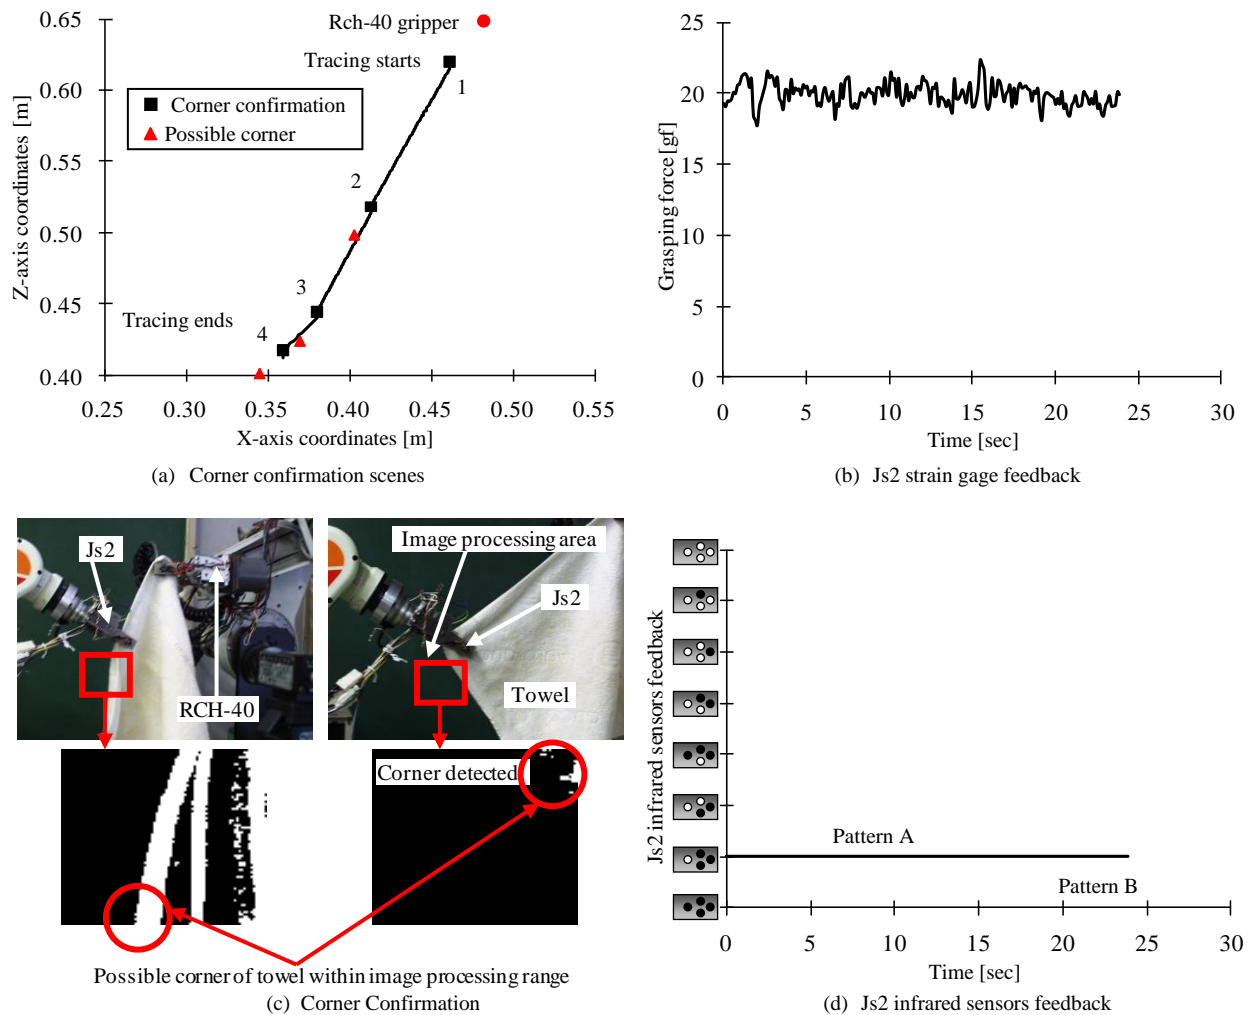 0.65
0.60
0.55
0.50
0.45
0.40
Z-axis coordinates [m]
Rch-40 gripper
Tracing starts
1
Corner confirmation
Possible corner
2
3
Tracing ends
4
0.25 0.30 0.35 0.40 0.45 0.50 0.55
X-axis coordinates [m]
(a) Corner confirmation scenes
25
20
15
10
5
0
Grasping force [gf]
0 5 10 15 20 25 30
Time [sec]
(b) Js2 strain gage feedback
Js2
RCH-40
Image processing area
Js2
Towel
Corner detected
Possible corner of towel within image processing range
(c) Corner Confirmation
Js2 infrared sensors feedback
Pattern A
Pattern B
0 5 10 15 20 25 30
Time [sec]
(d) Js2 infrared sensors feedback